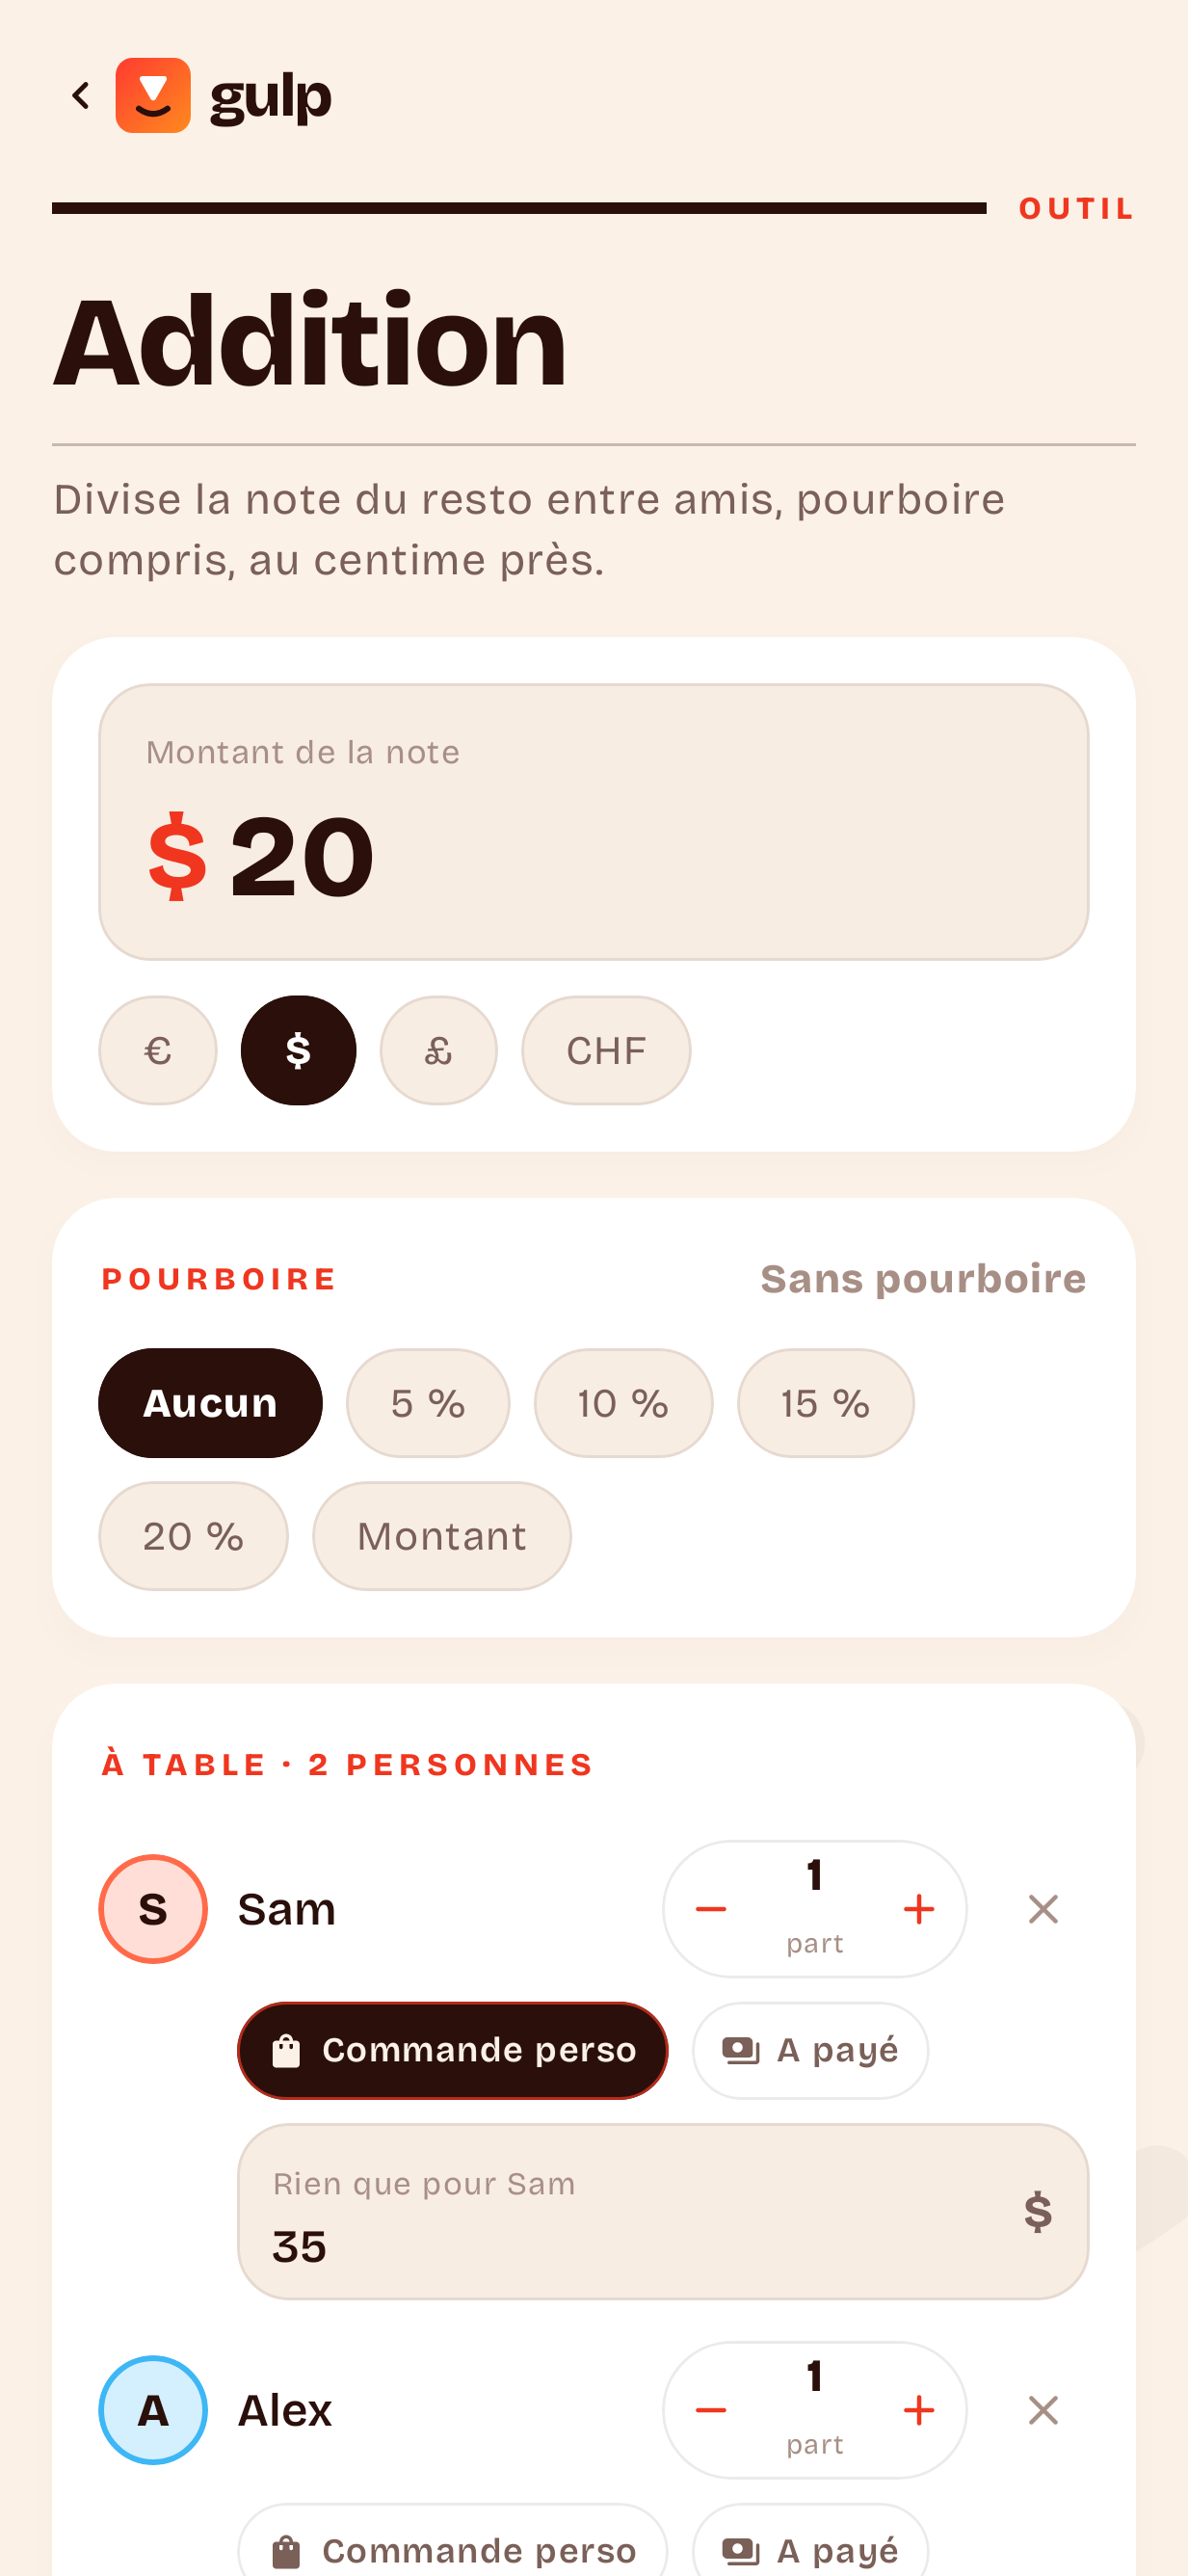 gulp
OUTIL
Addition
Divise la note du resto entre amis, pourboire
compris, au centime près.
Montant de la note
$ 20
€ $ £ CHF
POURBOIRE Sans pourboire
Aucun 5 % 10 % 15 %
20 % Montant
À TABLE · 2 PERSONNES
S Sam − 1 part + ×
Commande perso A payé
Rien que pour Sam
35 $
A Alex − 1 part + ×
Commande perso A payé